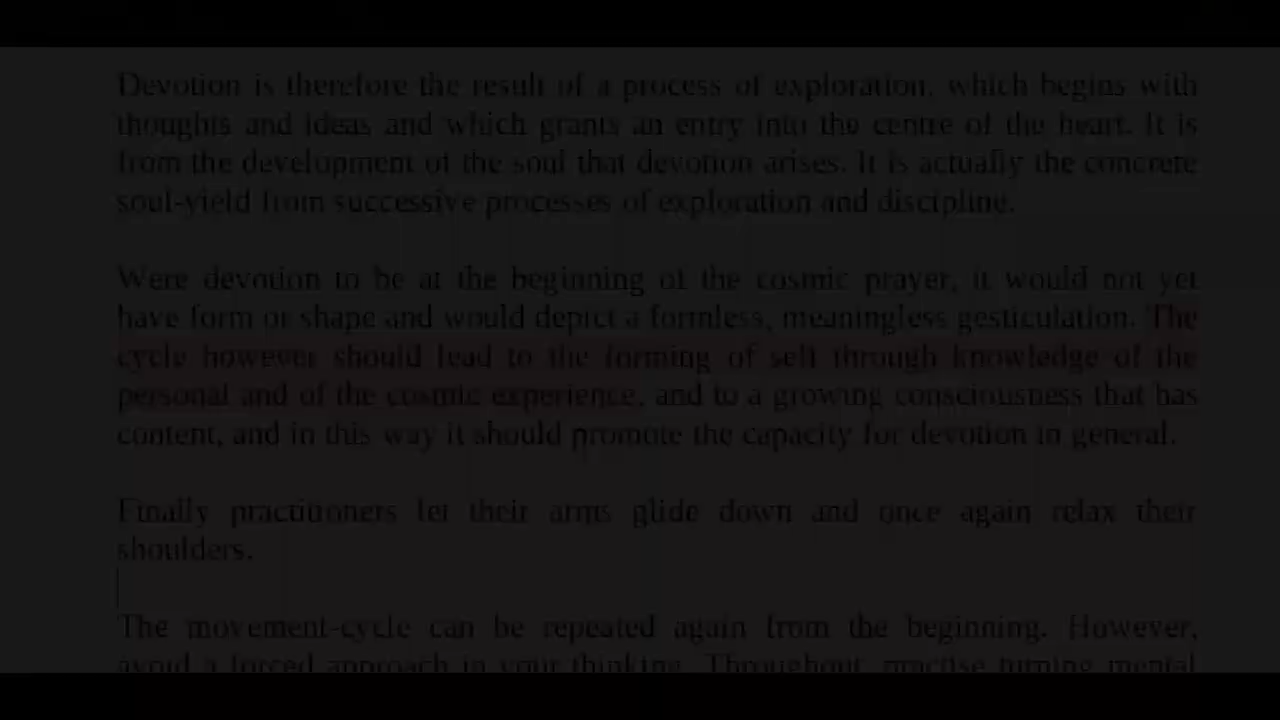 Devotion is therefore the result of a process of exploration, which begins with
thoughts and ideas and which grants an entry into the centre of the heart. It is
from the development of the soul that devotion arises. It is actually the concrete
soul-yield from successive processes of exploration and discipline.
Were devotion to be at the beginning of the cosmic prayer, it would not yet
have form or shape and would depict a formless, meaningless gesticulation. The
cycle however should lead to the forming of self through knowledge of the
personal and of the cosmic experience, and to a growing consciousness that has
content, and in this way it should promote the capacity for devotion in general.
Finally practitioners let their arms glide down and once again relax their
shoulders.
The movement-cycle can be repeated again from the beginning. However,
avoid a forced approach in your thinking. Throughout, practise turning mental